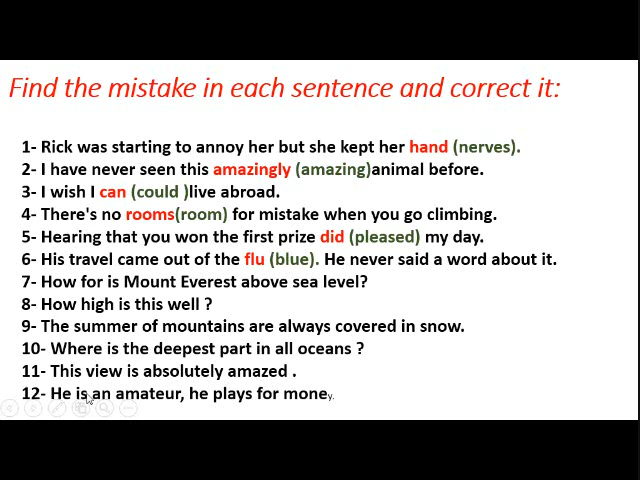 Find the mistake in each sentence and correct it:
1- Rick was starting to annoy her but she kept her hand (nerves).
2- I have never seen this amazingly (amazing)animal before.
3- I wish I can (could )live abroad.
4- There's no rooms(room) for mistake when you go climbing.
5- Hearing that you won the first prize did (pleased) my day.
6- His travel came out of the flu (blue). He never said a word about it.
7- How for is Mount Everest above sea level?
8- How high is this well ?
9- The summer of mountains are always covered in snow.
10- Where is the deepest part in all oceans ?
11- This view is absolutely amazed .
12- He is an amateur, he plays for money.